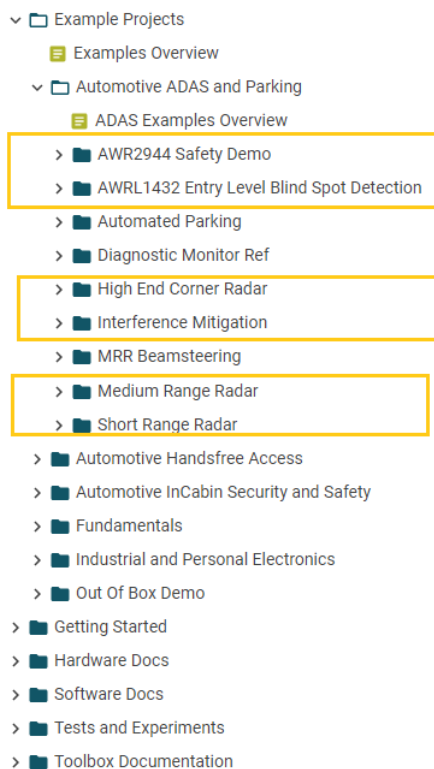 Example Projects
Examples Overview
Automotive ADAS and Parking
ADAS Examples Overview
AWR2944 Safety Demo
AWRL1432 Entry Level Blind Spot Detection
Automated Parking
Diagnostic Monitor Ref
High End Corner Radar
Interference Mitigation
MRR Beamsteering
Medium Range Radar
Short Range Radar
Automotive Handsfree Access
Automotive InCabin Security and Safety
Fundamentals
Industrial and Personal Electronics
Out Of Box Demo
Getting Started
Hardware Docs
Software Docs
Tests and Experiments
Toolbox Documentation